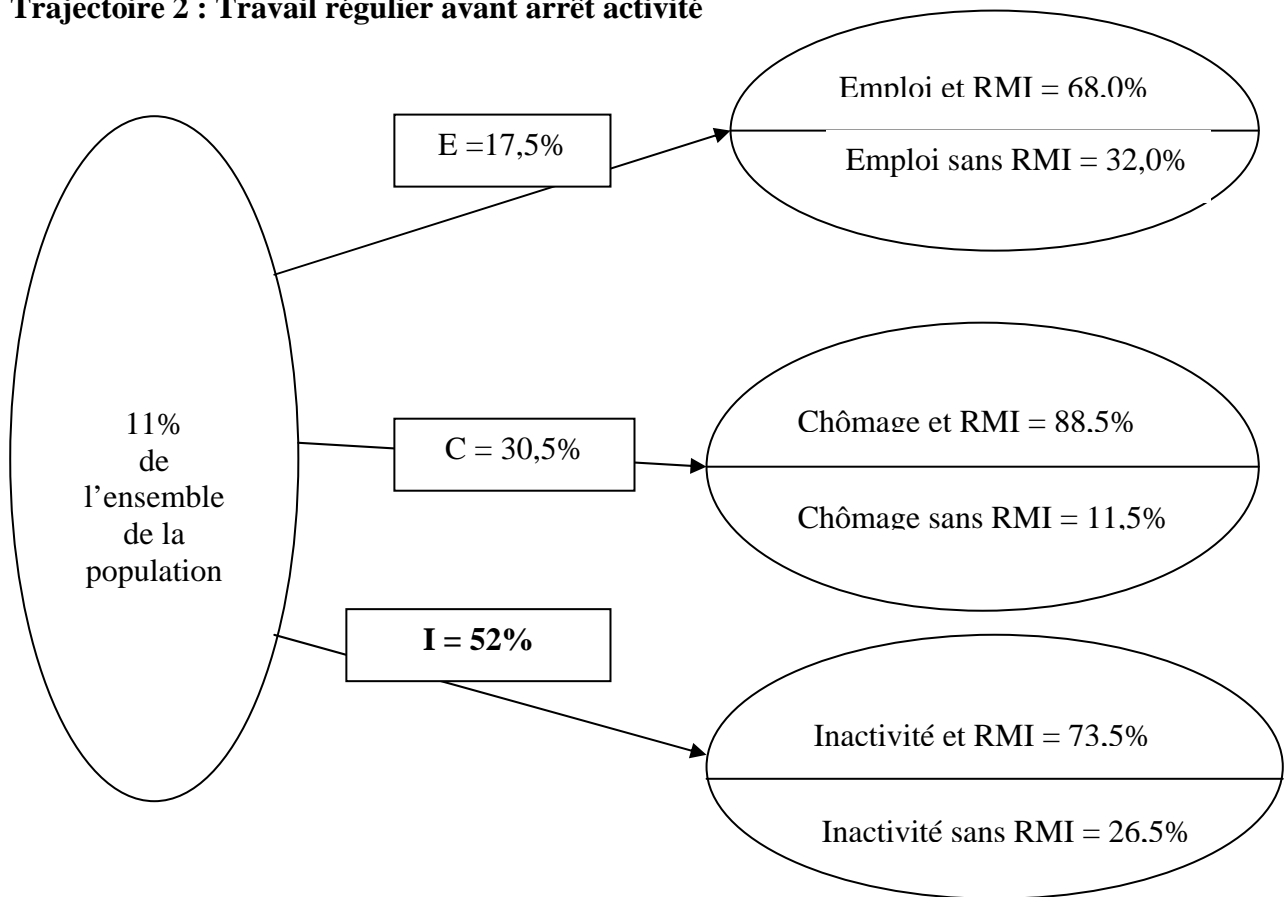 Trajectoire 2 : Travail régulier avant arrêt activité
Emploi et RMI = 68,0%
E =17,5%
Emploi sans RMI = 32,0%
11%
de
l’ensemble
de la
population
Chômage et RMI = 88,5%
C = 30,5%
Chômage sans RMI = 11,5%
I = 52%
Inactivité et RMI = 73,5%
Inactivité sans RMI = 26,5%